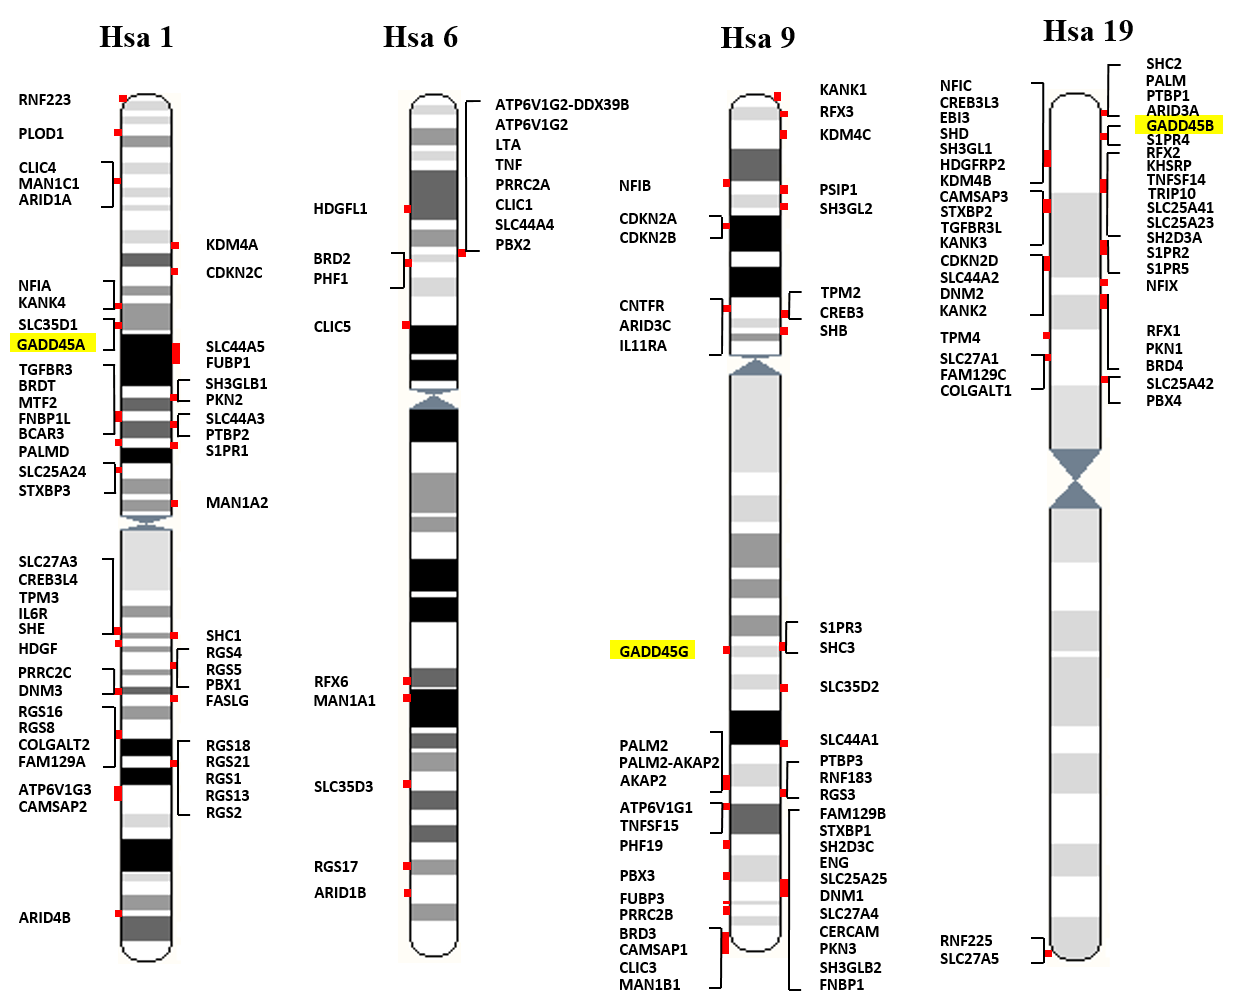 Hsa 1
RNF223
PLOD1
CLIC4
MAN1C1
ARID1A
KDM4A
CDKN2C
NFIA
KANK4
SLC35D1
GADD45A
SLC44A5
FUBP1
TGFBR3
BRDT
MTF2
FNBP1L
BCAR3
PALMD
SH3GLB1
PKN2
SLC44A3
PTBP2
S1PR1
SLC25A24
STXBP3
MAN1A2
SLC27A3
CREB3L4
TPM3
IL6R
SHE
HDGF
SHC1
RGS4
RGS5
PBX1
FASLG
PRRC2C
DNM3
RGS16
RGS8
COLGALT2
FAM129A
RGS18
RGS21
RGS1
RGS13
RGS2
ATP6V1G3
CAMSAP2
ARID4B
Hsa 6
ATP6V1G2-DDX39B
ATP6V1G2
LTA
TNF
PRRC2A
CLIC1
SLC44A4
PBX2
HDGFL1
BRD2
PHF1
CLIC5
RFX6
MAN1A1
SLC35D3
RGS17
ARID1B
Hsa 9
KANK1
RFX3
KDM4C
NFIB
PSIP1
SH3GL2
CDKN2A
CDKN2B
CNTFR
ARID3C
IL11RA
TPM2
CREB3
SHB
S1PR3
SHC3
GADD45G
SLC35D2
SLC44A1
PALM2
PALM2-AKAP2
AKAP2
PTBP3
RNF183
RGS3
ATP6V1G1
TNFSF15
PHF19
PBX3
FUBP3
PRRC2B
BRD3
CAMSAP1
CLIC3
MAN1B1
FAM129B
STXBP1
SH2D3C
ENG
SLC25A25
DNM1
SLC27A4
CERCAM
PKN3
SH3GLB2
FNBP1
Hsa 19
NFIC
CREB3L3
EBI3
SHD
SH3GL1
HDGFRP2
KDM4B
CAMSAP3
STXBP2
TGFBR3L
KANK3
CDKN2D
SLC44A2
DNM2
KANK2
TPM4
SLC27A1
FAM129C
COLGALT1
SHC2
PALM
PTBP1
ARID3A
GADD45B
S1PR4
RFX2
KHSRP
TNFSF14
TRIP10
SLC25A41
SLC25A23
SH2D3A
S1PR2
S1PR5
NFIX
RFX1
PKN1
BRD4
SLC25A42
PBX4
RNF225
SLC27A5